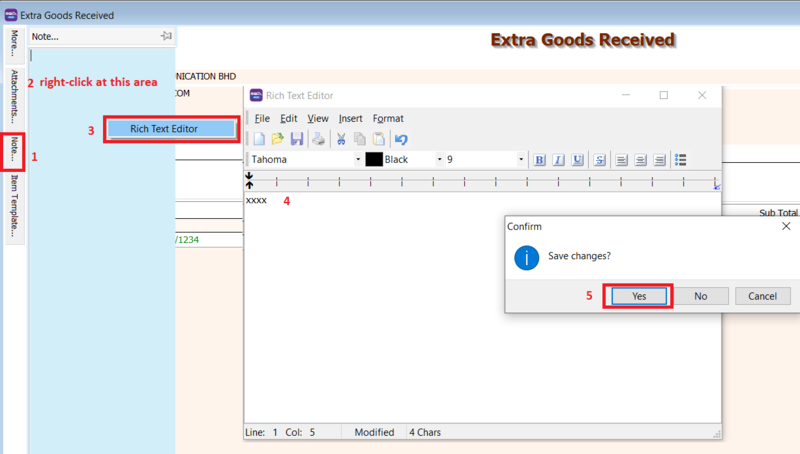 Extra Goods Received
More...
Note...
Extra Goods Received
2 right-click at this area
UNICATION BHD
COM
Attachments...
Rich Text Editor
File Edit View Insert Format
3 Rich Text Editor
1
Note...
Tahoma Black 9 B I U S
Item Template...
xxxx 4
Sub Total
/1234
Confirm
Save changes?
5 Yes No Cancel
Line: 1 Col: 5 Modified 4 Chars